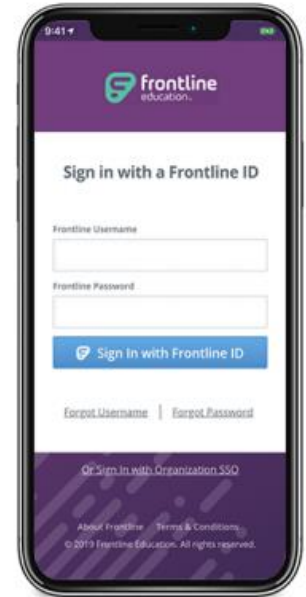 9:41
frontline
education
Sign in with a Frontline ID
Frontline Username
Frontline Password
Sign In with Frontline ID
Forgot Username | Forgot Password
Or Sign In with Organization SSO
About Frontline Terms & Conditions
© 2019 Frontline Education. All rights reserved.